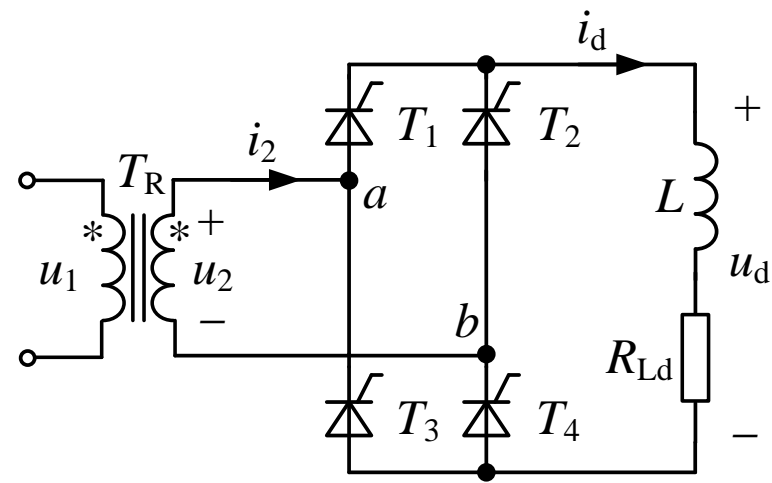 i_d
T_1 T_2 +
i_2
T_R a L
* * +
u_1 u_2 u_d
− b
R_Ld
T_3 T_4 −